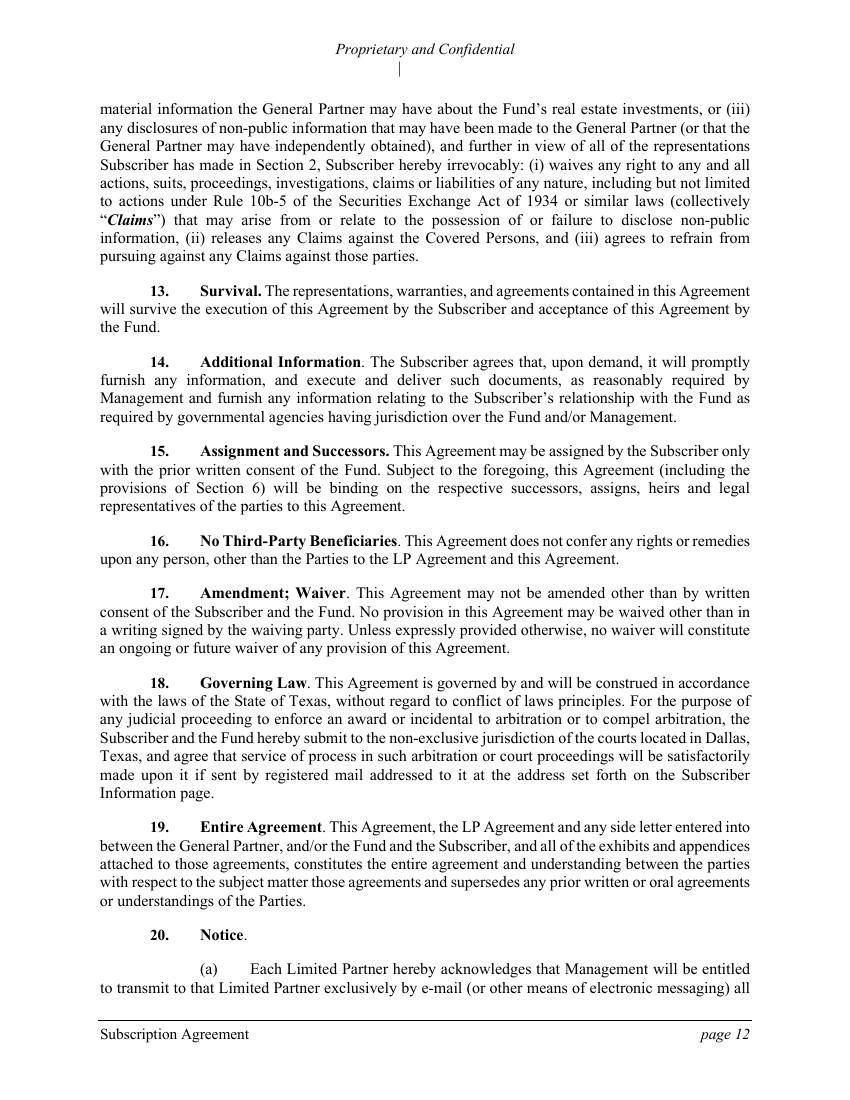 Proprietary and Confidential
|
material information the General Partner may have about the Fund’s real estate investments, or (iii)
any disclosures of non-public information that may have been made to the General Partner (or that the
General Partner may have independently obtained), and further in view of all of the representations
Subscriber has made in Section 2, Subscriber hereby irrevocably: (i) waives any right to any and all
actions, suits, proceedings, investigations, claims or liabilities of any nature, including but not limited
to actions under Rule 10b-5 of the Securities Exchange Act of 1934 or similar laws (collectively
“Claims”) that may arise from or relate to the possession of or failure to disclose non-public
information, (ii) releases any Claims against the Covered Persons, and (iii) agrees to refrain from
pursuing against any Claims against those parties.
13. Survival. The representations, warranties, and agreements contained in this Agreement
will survive the execution of this Agreement by the Subscriber and acceptance of this Agreement by
the Fund.
14. Additional Information. The Subscriber agrees that, upon demand, it will promptly
furnish any information, and execute and deliver such documents, as reasonably required by
Management and furnish any information relating to the Subscriber’s relationship with the Fund as
required by governmental agencies having jurisdiction over the Fund and/or Management.
15. Assignment and Successors. This Agreement may be assigned by the Subscriber only
with the prior written consent of the Fund. Subject to the foregoing, this Agreement (including the
provisions of Section 6) will be binding on the respective successors, assigns, heirs and legal
representatives of the parties to this Agreement.
16. No Third-Party Beneficiaries. This Agreement does not confer any rights or remedies
upon any person, other than the Parties to the LP Agreement and this Agreement.
17. Amendment; Waiver. This Agreement may not be amended other than by written
consent of the Subscriber and the Fund. No provision in this Agreement may be waived other than in
a writing signed by the waiving party. Unless expressly provided otherwise, no waiver will constitute
an ongoing or future waiver of any provision of this Agreement.
18. Governing Law. This Agreement is governed by and will be construed in accordance
with the laws of the State of Texas, without regard to conflict of laws principles. For the purpose of
any judicial proceeding to enforce an award or incidental to arbitration or to compel arbitration, the
Subscriber and the Fund hereby submit to the non-exclusive jurisdiction of the courts located in Dallas,
Texas, and agree that service of process in such arbitration or court proceedings will be satisfactorily
made upon it if sent by registered mail addressed to it at the address set forth on the Subscriber
Information page.
19. Entire Agreement. This Agreement, the LP Agreement and any side letter entered into
between the General Partner, and/or the Fund and the Subscriber, and all of the exhibits and appendices
attached to those agreements, constitutes the entire agreement and understanding between the parties
with respect to the subject matter those agreements and supersedes any prior written or oral agreements
or understandings of the Parties.
20. Notice.
(a) Each Limited Partner hereby acknowledges that Management will be entitled
to transmit to that Limited Partner exclusively by e-mail (or other means of electronic messaging) all
Subscription Agreement page 12